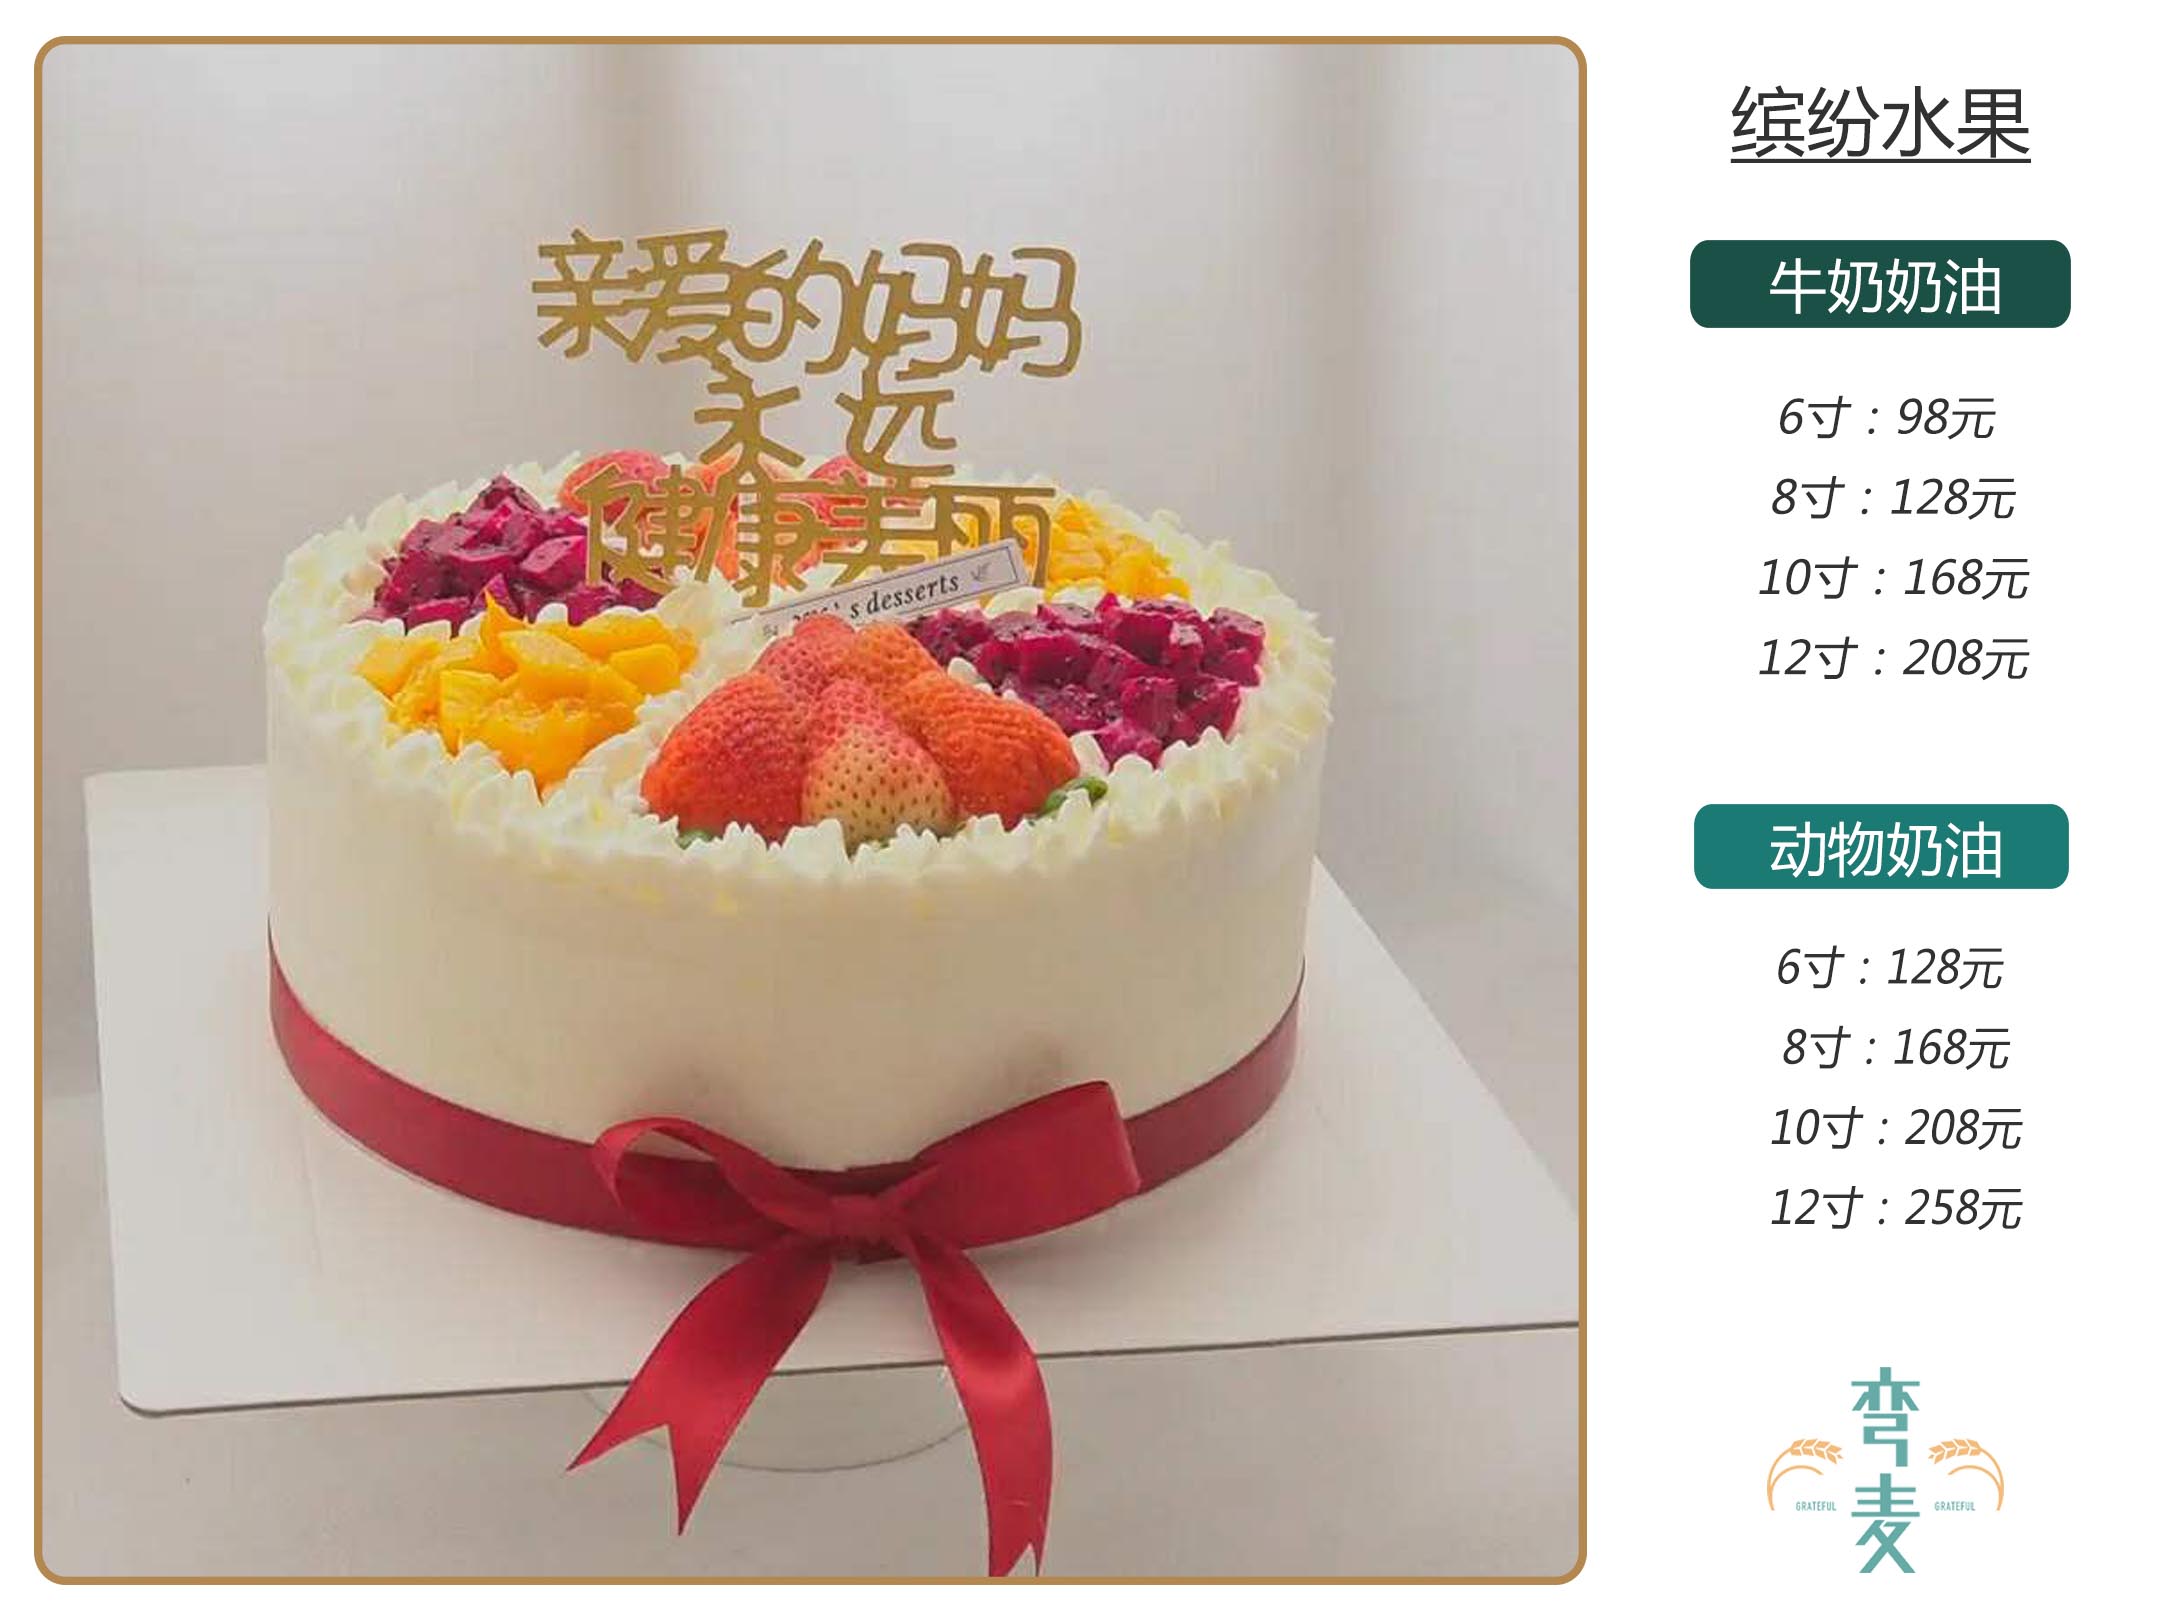 亲爱的妈妈
永远
健康美丽
's desserts
缤纷水果
牛奶奶油
6寸：98元
8寸：128元
10寸：168元
12寸：208元
动物奶油
6寸：128元
8寸：168元
10寸：208元
12寸：258元
弯麦
GRATEFUL
GRATEFUL